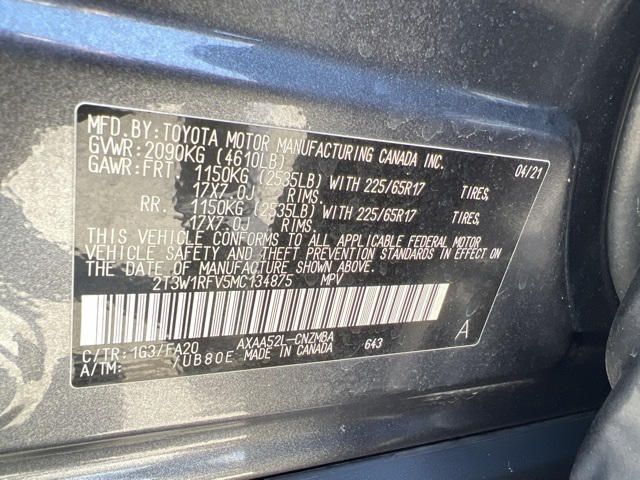 MFD.BY:TOYOTA MOTOR MANUFACTURING CANADA INC.
GVWR:2090KG (4610LB) 04/21
GAWR:FRT 1150KG (2535LB) WITH 225/65R17 TIRES,
17X7.0J RIMS.
RR. 1150KG (2535LB) WITH 225/65R17 TIRES,
17X7.0J RIMS.
THIS VEHICLE CONFORMS TO ALL APPLICABLE FEDERAL MOTOR
VEHICLE SAFETY AND THEFT PREVENTION STANDARDS IN EFFECT
ON THE DATE OF MANUFACTURE SHOWN ABOVE.
2T3W1RFV5MC134875 MPV
A
C/TR:1G3/FA20 AXAA52L-CNZMBA 643
A/TM: /UB80E MADE IN CANADA